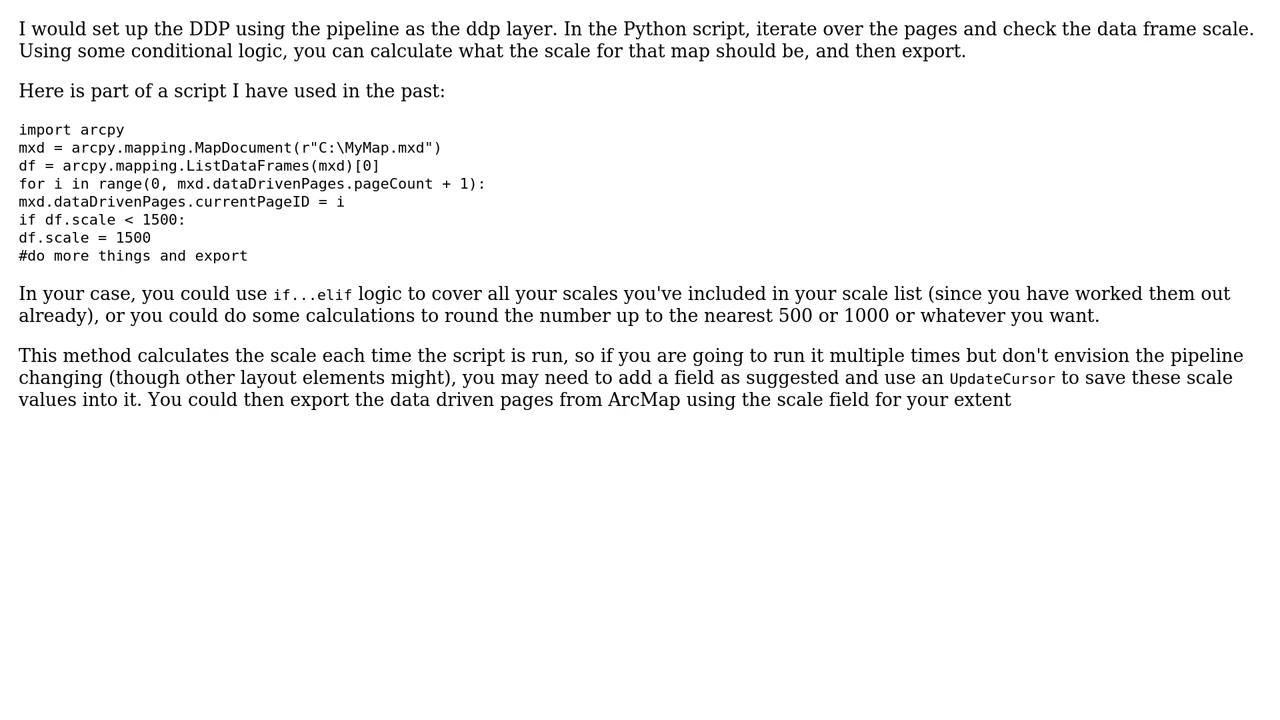 I would set up the DDP using the pipeline as the ddp layer. In the Python script, iterate over the pages and check the data frame scale.
Using some conditional logic, you can calculate what the scale for that map should be, and then export.
Here is part of a script I have used in the past:
import arcpy
mxd = arcpy.mapping.MapDocument(r"C:\MyMap.mxd")
df = arcpy.mapping.ListDataFrames(mxd)[0]
for i in range(0, mxd.dataDrivenPages.pageCount + 1):
mxd.dataDrivenPages.currentPageID = i
if df.scale < 1500:
df.scale = 1500
#do more things and export
In your case, you could use if...elif logic to cover all your scales you've included in your scale list (since you have worked them out
already), or you could do some calculations to round the number up to the nearest 500 or 1000 or whatever you want.
This method calculates the scale each time the script is run, so if you are going to run it multiple times but don't envision the pipeline
changing (though other layout elements might), you may need to add a field as suggested and use an UpdateCursor to save these scale
values into it. You could then export the data driven pages from ArcMap using the scale field for your extent